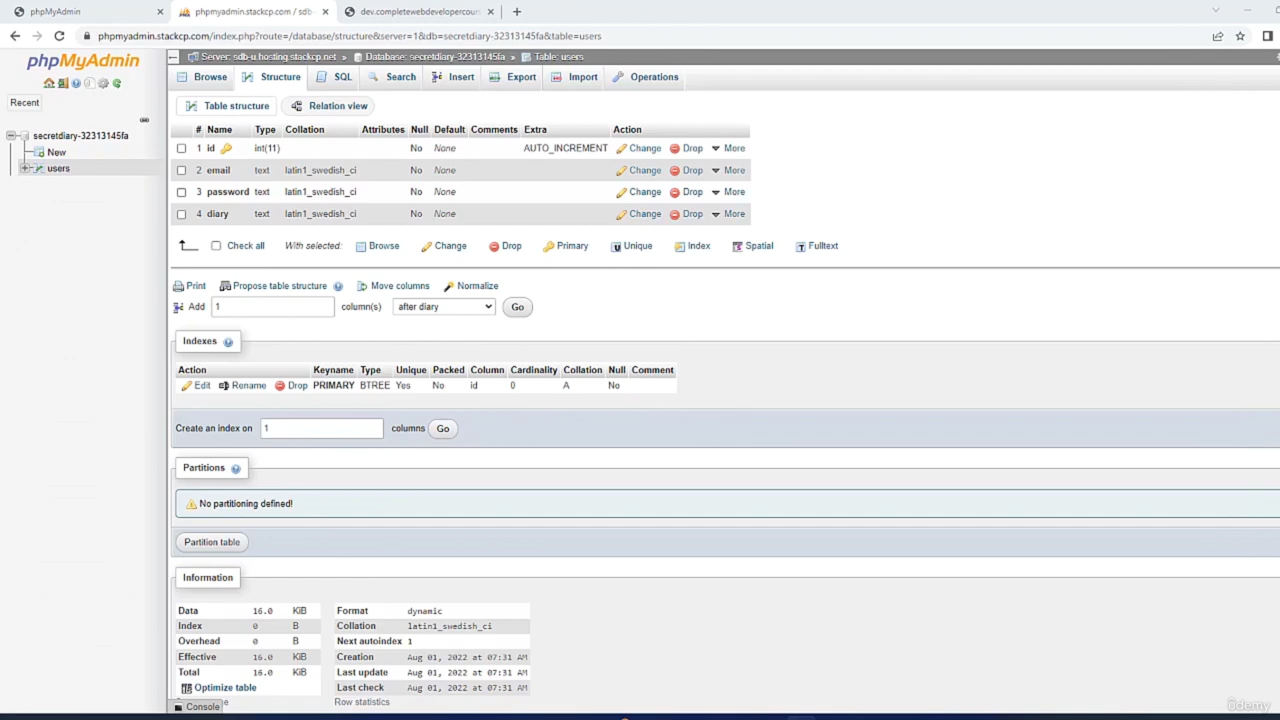 phpMyAdmin
phpmyadmin.stackcp.com / sdb-
dev.completewebdevelopercours
phpmyadmin.stackcp.com/index.php?route=/database/structure&server=1&db=secretdiary-32313145fa&table=users
phpMyAdmin
Recent
secretdiary-32313145fa
New
users
Server: sdb-u.hosting.stackcp.net » Database: secretdiary-32313145fa » Table: users
Browse Structure SQL Search Insert Export Import Operations
Table structure Relation view
# Name Type Collation Attributes Null Default Comments Extra Action
1 id int(11) No None AUTO_INCREMENT Change Drop More
2 email text latin1_swedish_ci No None Change Drop More
3 password text latin1_swedish_ci No None Change Drop More
4 diary text latin1_swedish_ci No None Change Drop More
Check all With selected: Browse Change Drop Primary Unique Index Spatial Fulltext
Print Propose table structure Move columns Normalize
Add 1 column(s) after diary Go
Indexes
Action Keyname Type Unique Packed Column Cardinality Collation Null Comment
Edit Rename Drop PRIMARY BTREE Yes No id 0 A No
Create an index on 1 columns Go
Partitions
No partitioning defined!
Partition table
Information
Data 16.0 KiB Format dynamic
Index 0 B Collation latin1_swedish_ci
Overhead 0 B Next autoindex 1
Effective 16.0 KiB Creation Aug 01, 2022 at 07:31 AM
Total 16.0 KiB Last update Aug 01, 2022 at 07:31 AM
Optimize table Last check Aug 01, 2022 at 07:31 AM
Row statistics
Console
Udemy